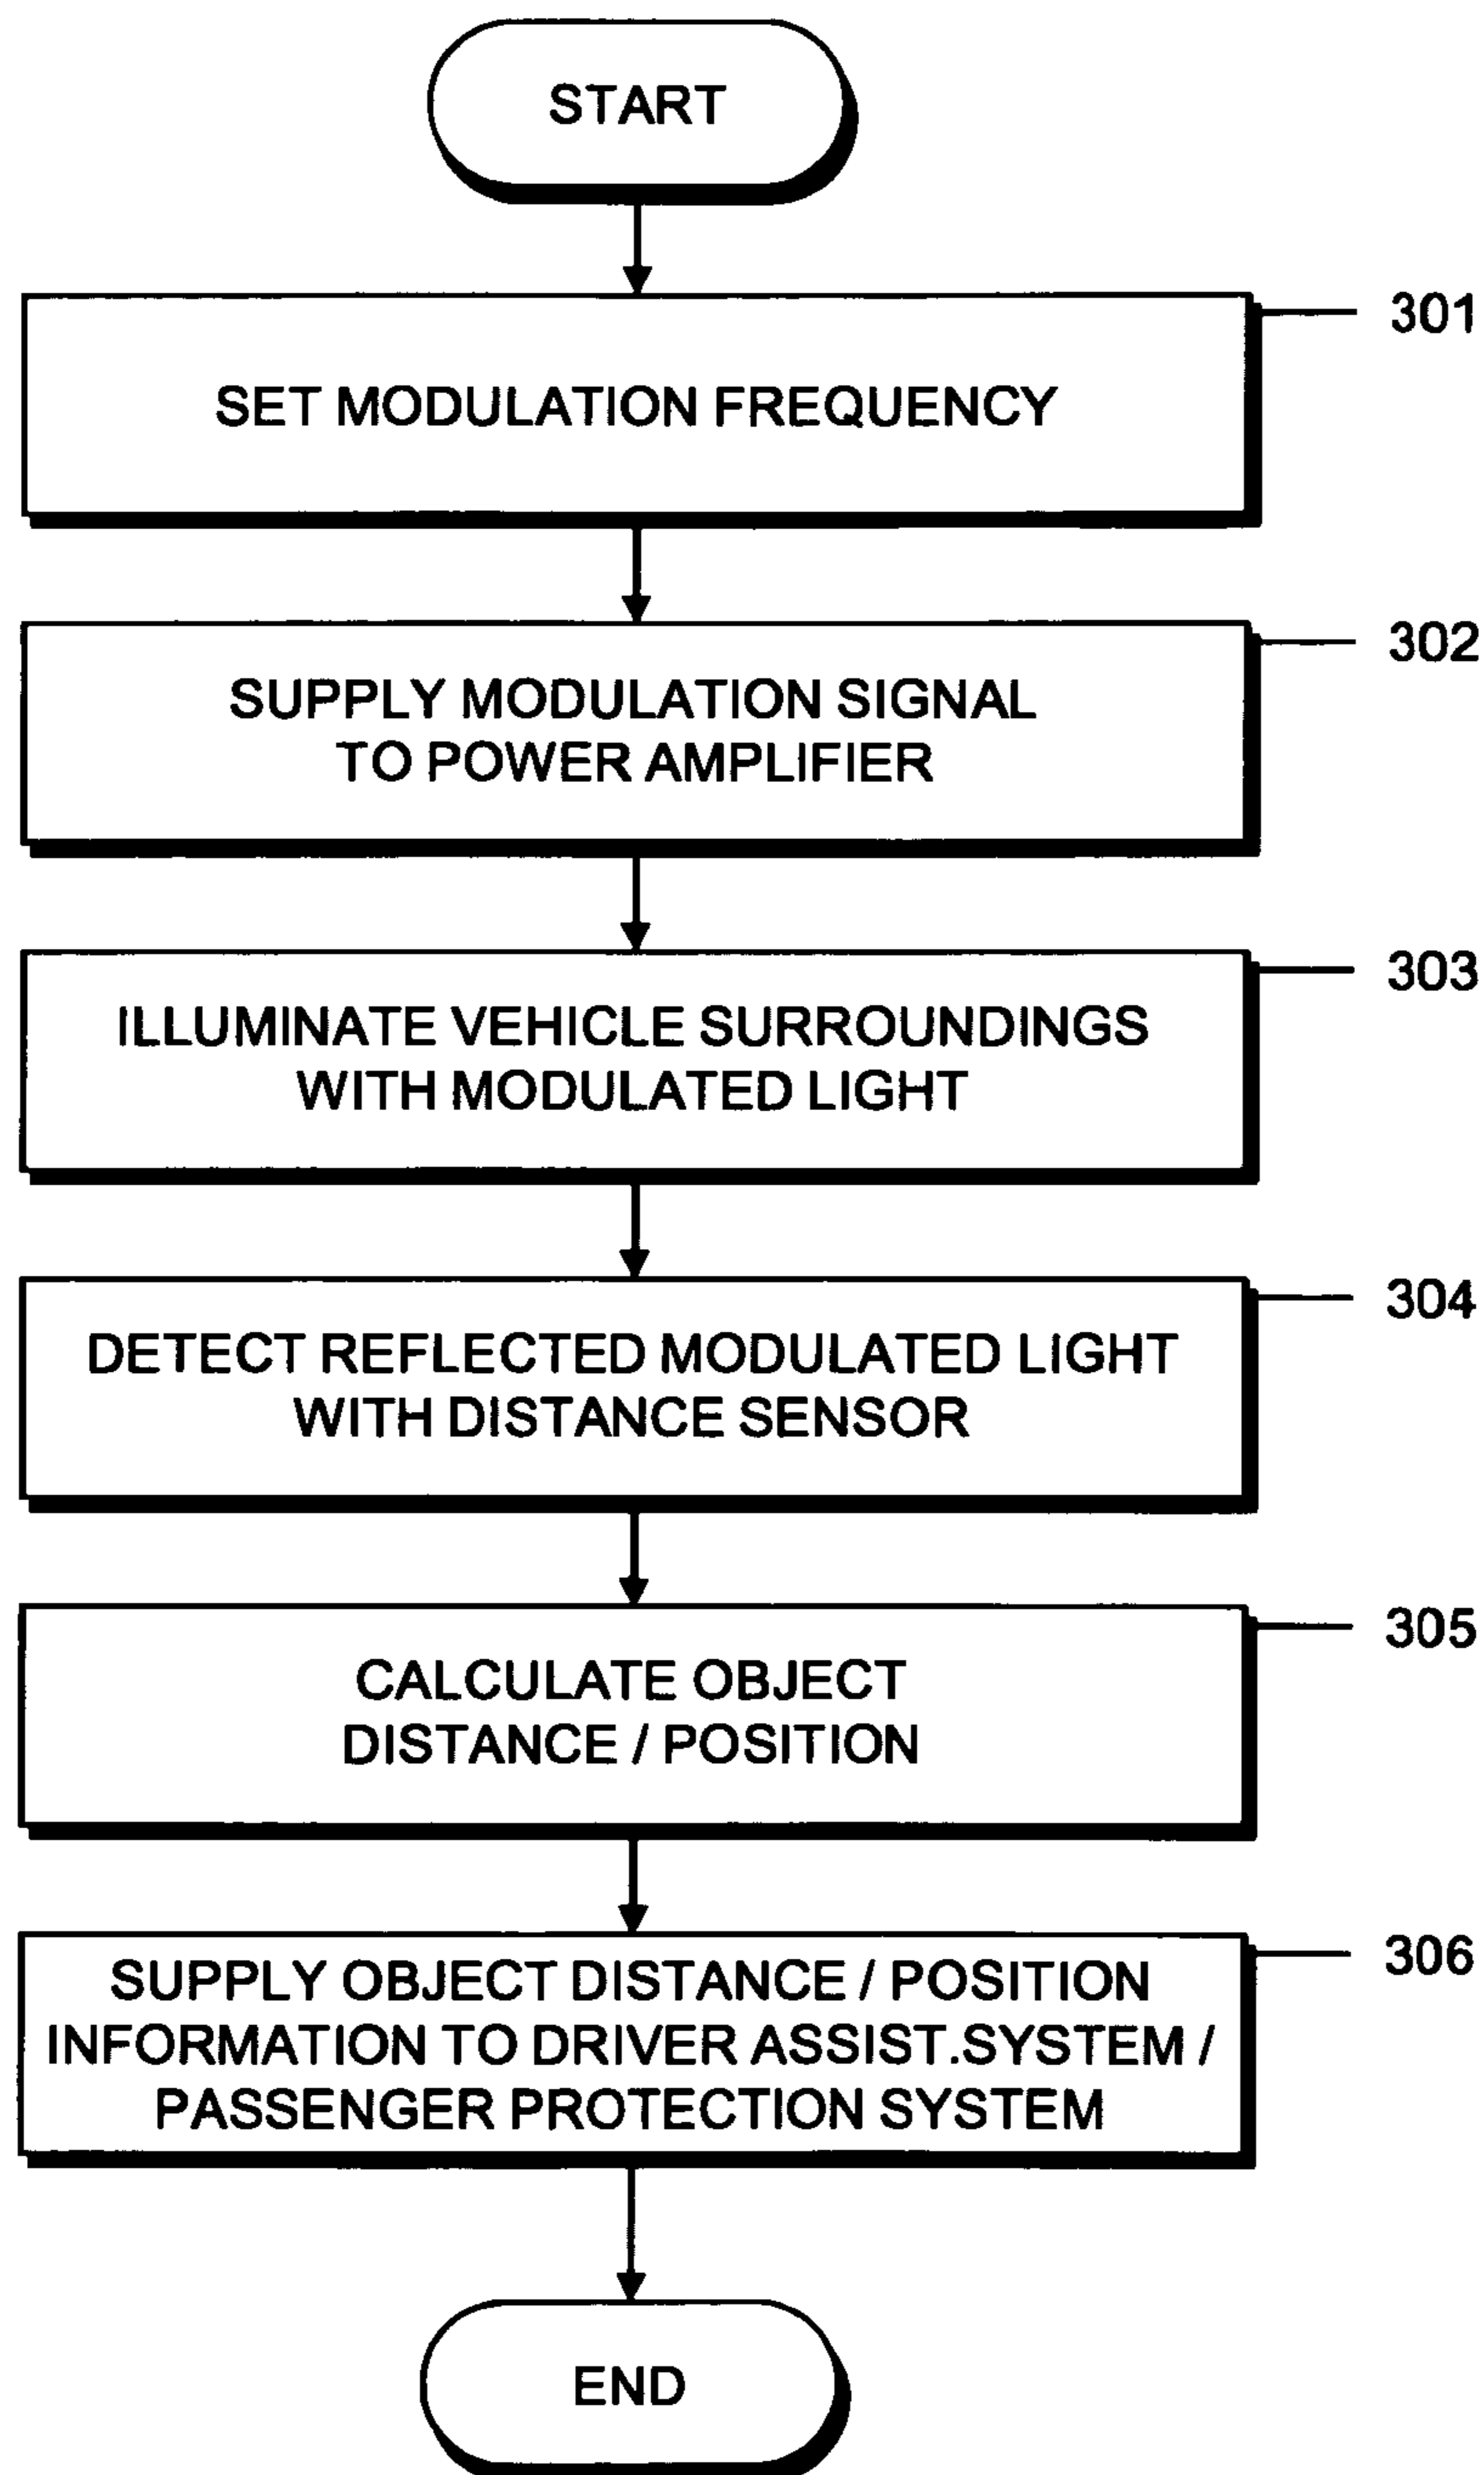 START
301
SET MODULATION FREQUENCY
302
SUPPLY MODULATION SIGNAL
TO POWER AMPLIFIER
303
ILLUMINATE VEHICLE SURROUNDINGS
WITH MODULATED LIGHT
304
DETECT REFLECTED MODULATED LIGHT
WITH DISTANCE SENSOR
305
CALCULATE OBJECT
DISTANCE / POSITION
306
SUPPLY OBJECT DISTANCE / POSITION
INFORMATION TO DRIVER ASSIST.SYSTEM /
PASSENGER PROTECTION SYSTEM
END